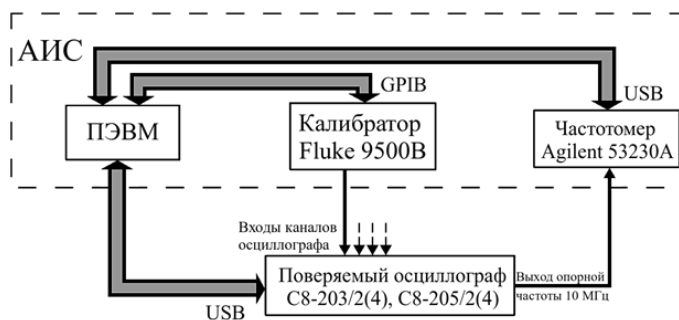 АИС
GPIB
USB
ПЭВМ
Калибратор
Fluke 9500B
Частотомер
Agilent 53230A
Входы каналов
осциллографа
Поверяемый осциллограф
С8-203/2(4), С8-205/2(4)
Выход опорной
частоты 10 МГц
USB